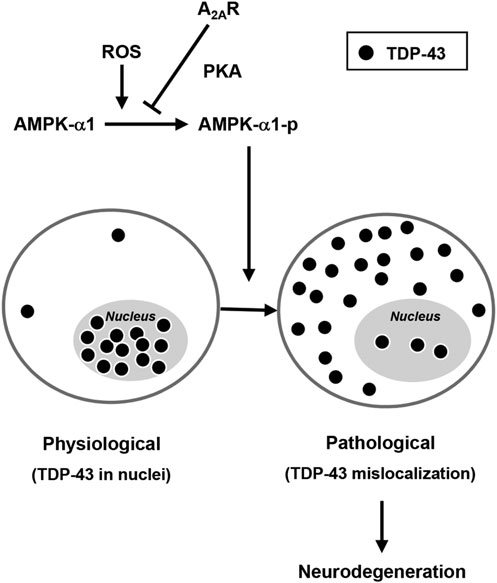 A2AR
ROS
PKA
TDP-43
AMPK-α1
AMPK-α1-p
Nucleus
Nucleus
Physiological
(TDP-43 in nuclei)
Pathological
(TDP-43 mislocalization)
Neurodegeneration